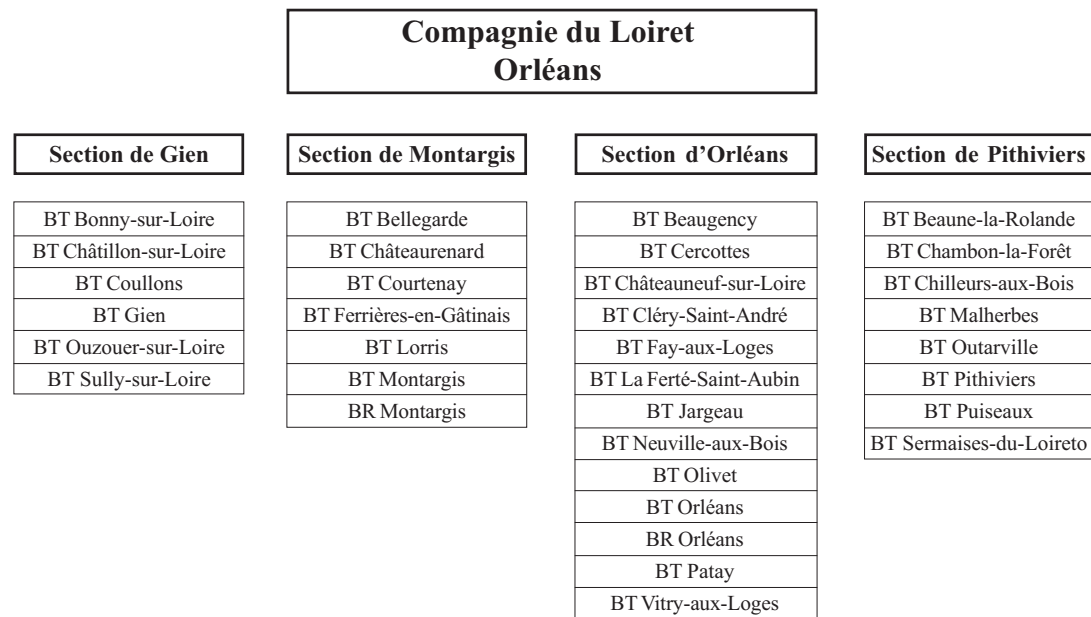 Compagnie du Loiret
Orléans
Section de Gien
BT Bonny-sur-Loire
BT Châtillon-sur-Loire
BT Coullons
BT Gien
BT Ouzouer-sur-Loire
BT Sully-sur-Loire
Section de Montargis
BT Bellegarde
BT Châteaurenard
BT Courtenay
BT Ferrières-en-Gâtinais
BT Lorris
BT Montargis
BR Montargis
Section d'Orléans
BT Beaugency
BT Cercottes
BT Châteauneuf-sur-Loire
BT Cléry-Saint-André
BT Fay-aux-Loges
BT La Ferté-Saint-Aubin
BT Jargeau
BT Neuville-aux-Bois
BT Olivet
BT Orléans
BR Orléans
BT Patay
BT Vitry-aux-Loges
Section de Pithiviers
BT Beaune-la-Rolande
BT Chambon-la-Forêt
BT Chilleurs-aux-Bois
BT Malherbes
BT Outarville
BT Pithiviers
BT Puiseaux
BT Sermaises-du-Loireto